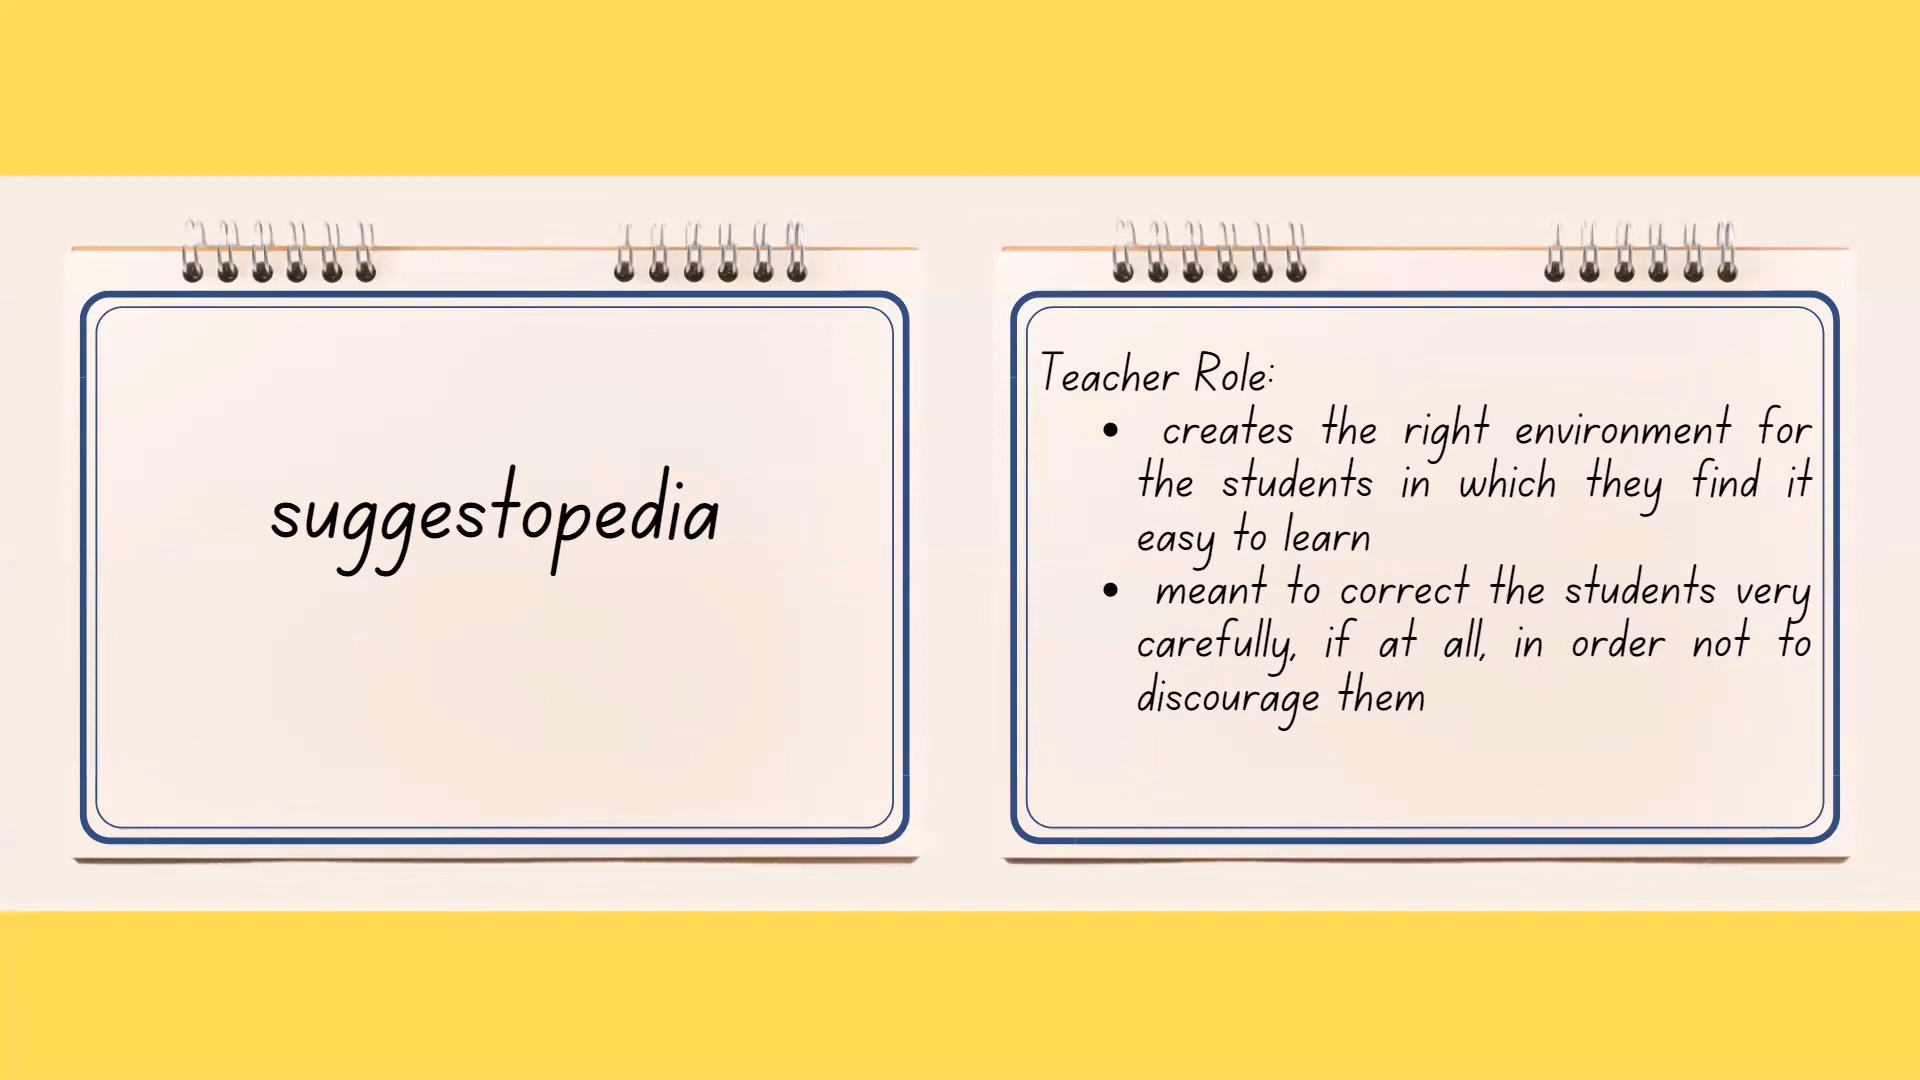 suggestopedia
Teacher Role:
• creates the right environment for
the students in which they find it
easy to learn
• meant to correct the students very
carefully, if at all, in order not to
discourage them